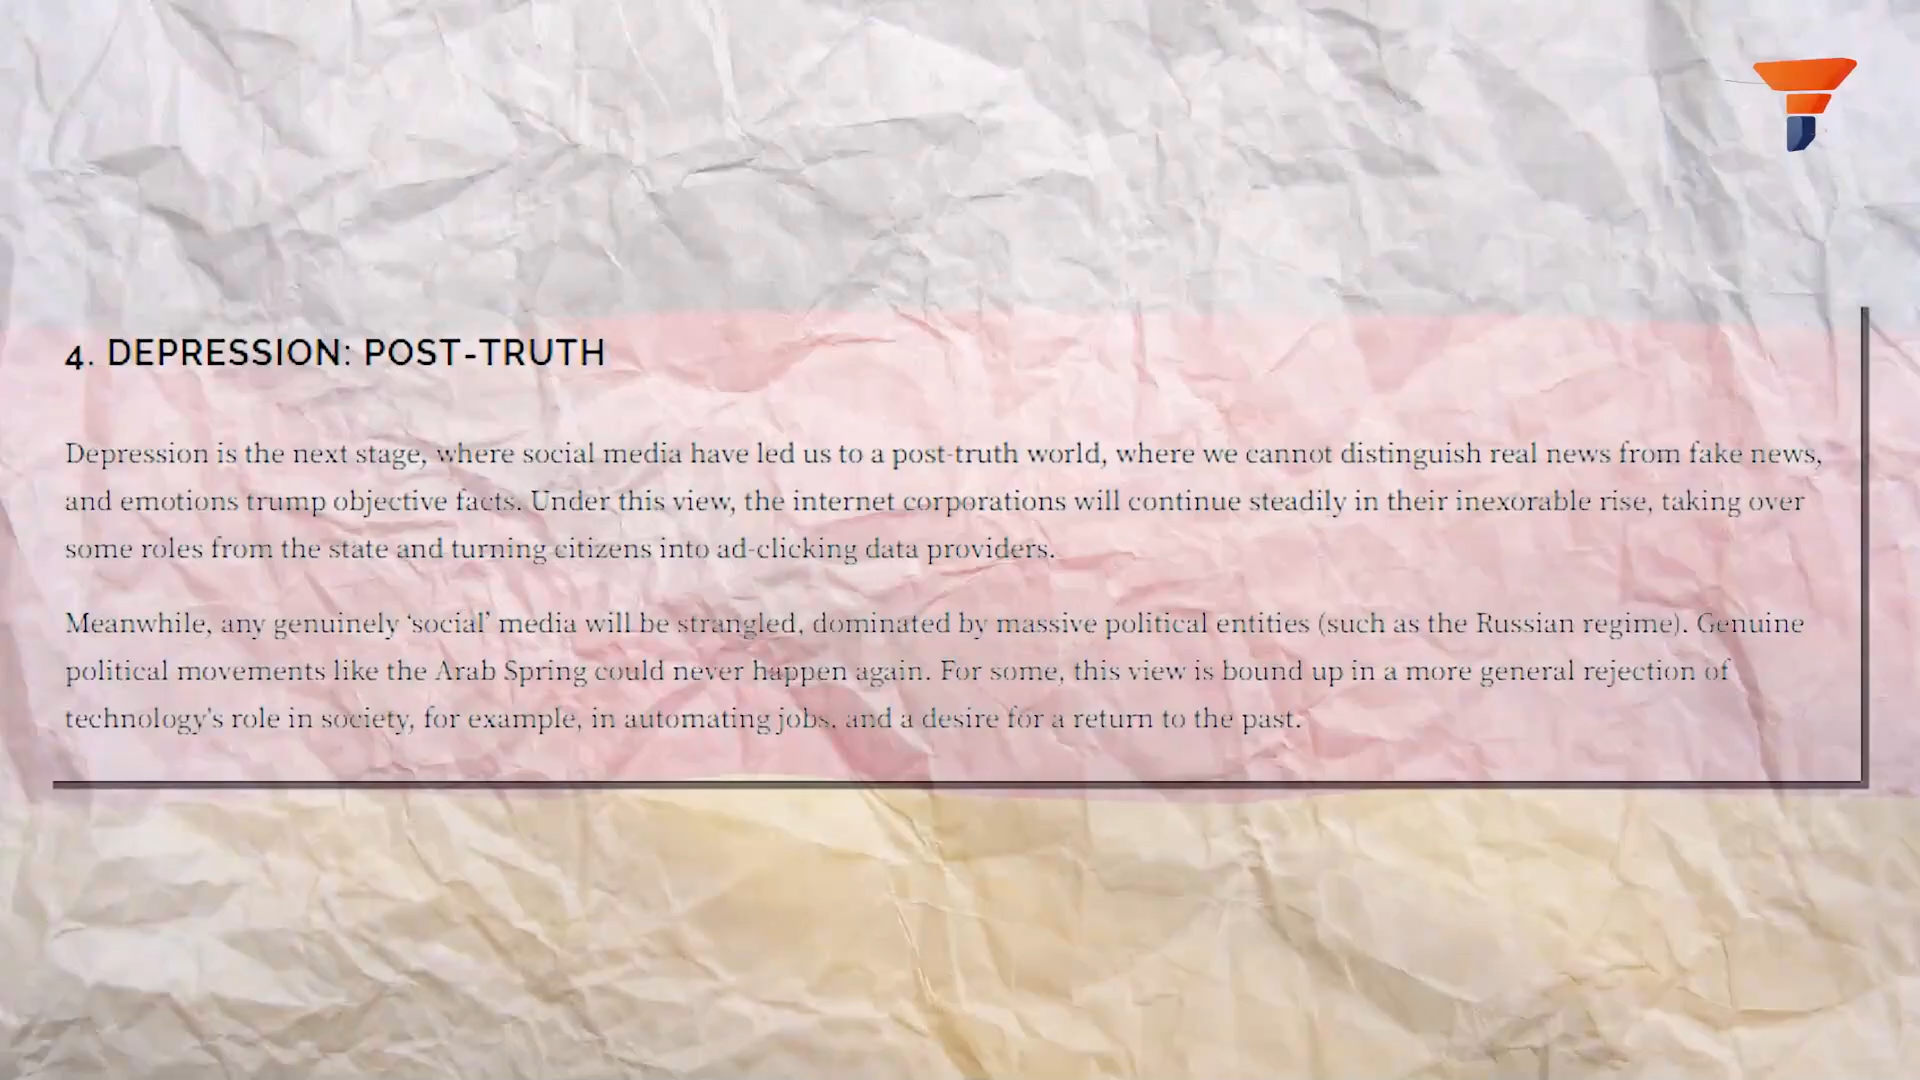 4. DEPRESSION: POST-TRUTH
Depression is the next stage, where social media have led us to a post-truth world, where we cannot distinguish real news from fake news,
and emotions trump objective facts. Under this view, the internet corporations will continue steadily in their inexorable rise, taking over
some roles from the state and turning citizens into ad-clicking data providers.
Meanwhile, any genuinely ‘social’ media will be strangled, dominated by massive political entities (such as the Russian regime). Genuine
political movements like the Arab Spring could never happen again. For some, this view is bound up in a more general rejection of
technology's role in society, for example, in automating jobs, and a desire for a return to the past.